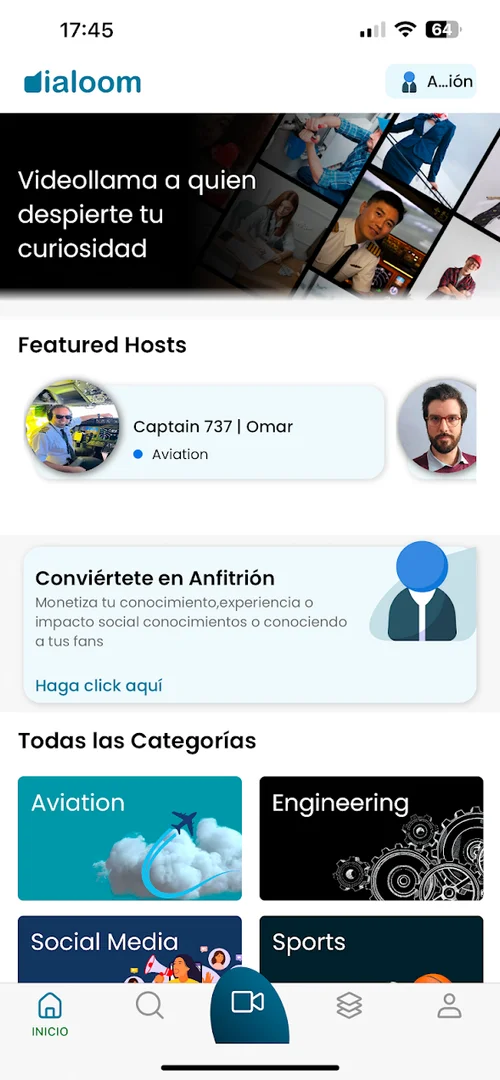 17:45
64
dialoom
A...ión
Videollama a quien
despierte tu
curiosidad
Featured Hosts
Captain 737 | Omar
Aviation
Conviértete en Anfitrión
Monetiza tu conocimiento,experiencia o
impacto social conocimientos o conociendo
a tus fans
Haga click aquí
Todas las Categorías
Aviation
Engineering
Social Media
Sports
INICIO